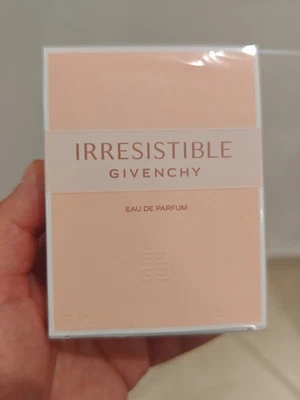 IRRESISTIBLE
GIVENCHY
EAU DE PARFUM